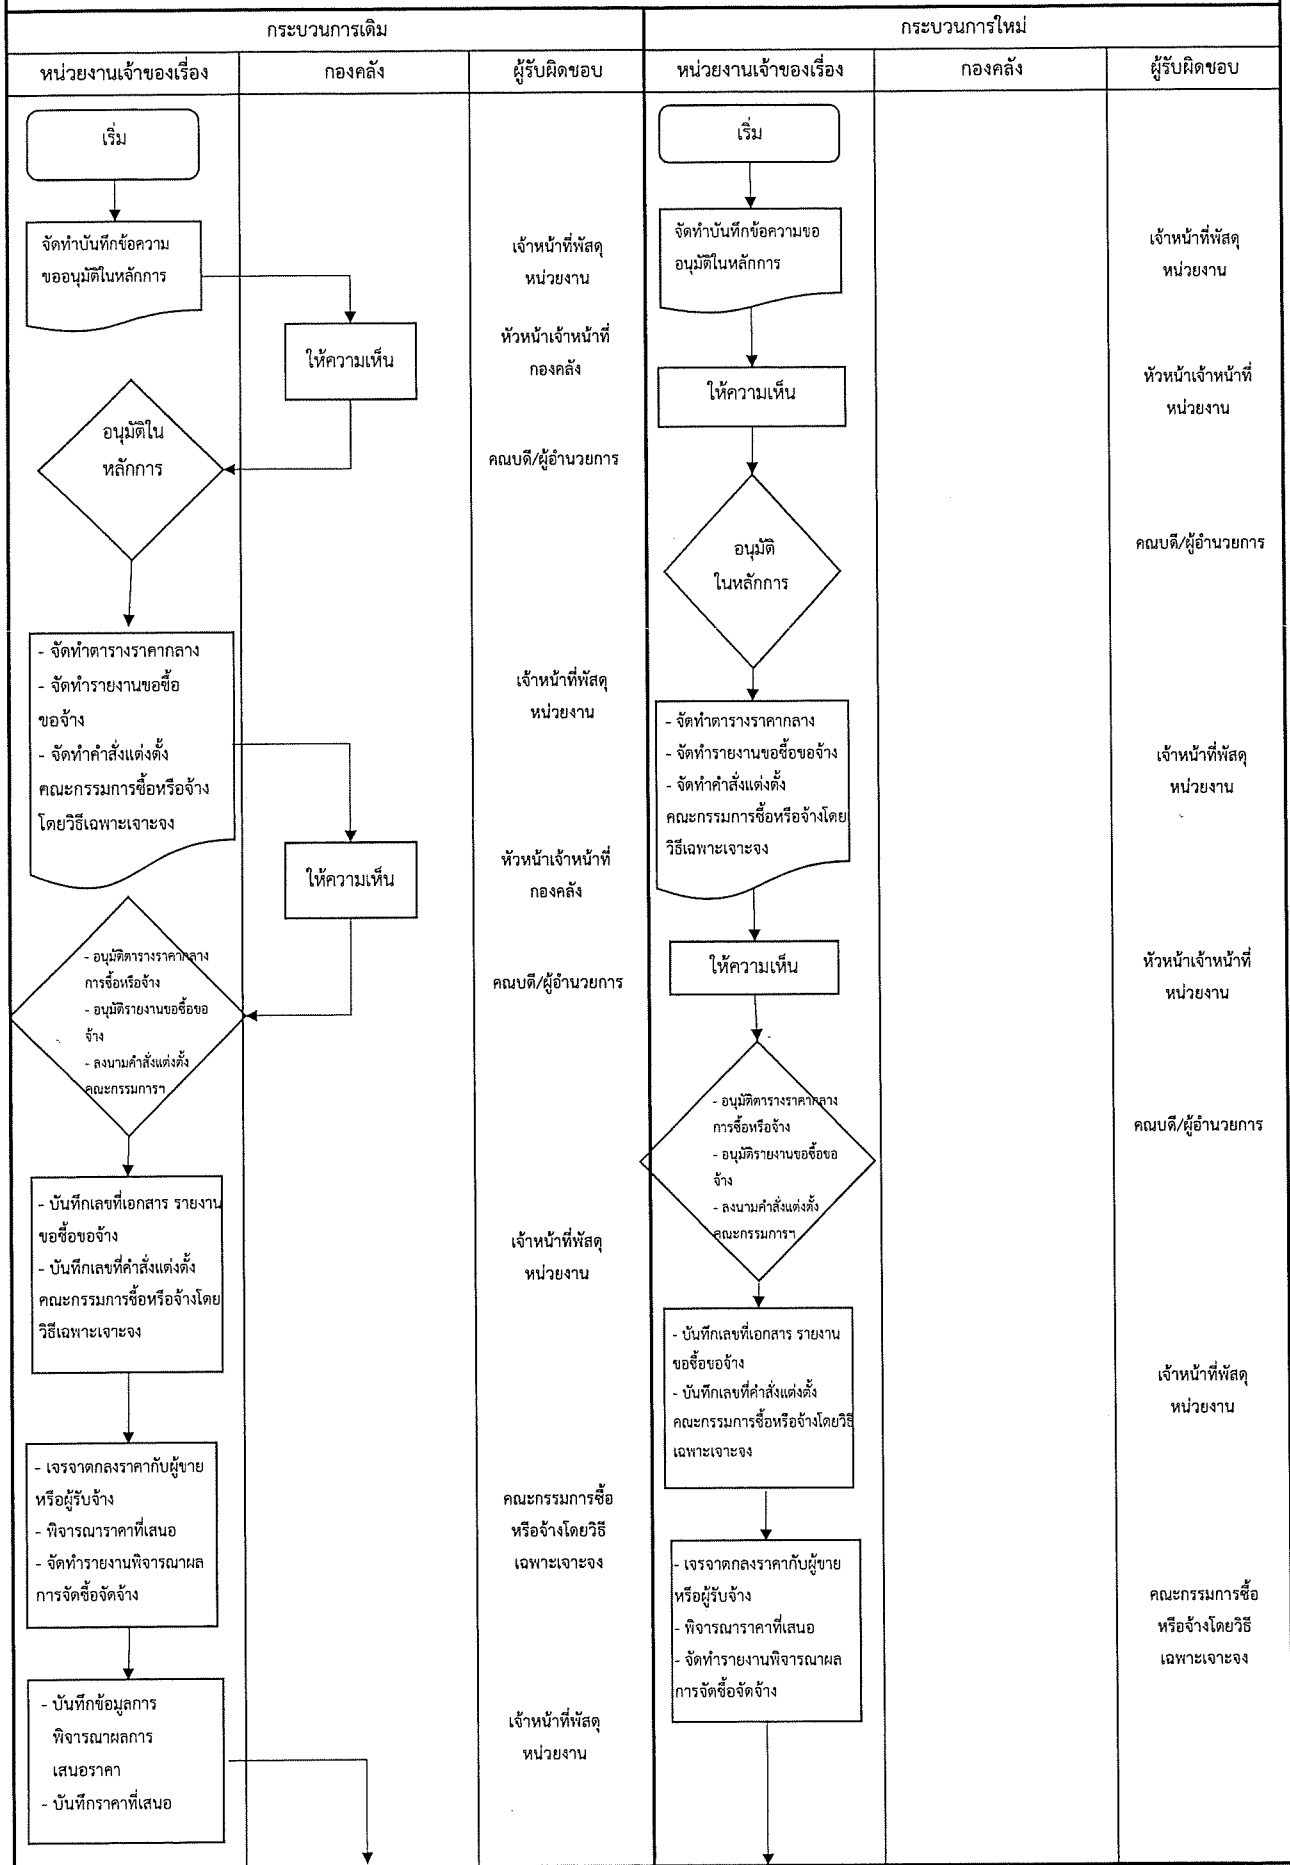 กระบวนการเดิม
กระบวนการใหม่
หน่วยงานเจ้าของเรื่อง
กองคลัง
ผู้รับผิดชอบ
หน่วยงานเจ้าของเรื่อง
กองคลัง
ผู้รับผิดชอบ
เริ่ม
จัดทำบันทึกข้อความ
ขออนุมัติในหลักการ
เจ้าหน้าที่พัสดุ
หน่วยงาน
ให้ความเห็น
หัวหน้าเจ้าหน้าที่
กองคลัง
อนุมัติใน
หลักการ
คณบดี/ผู้อำนวยการ
- จัดทำตารางราคากลาง
- จัดทำรายงานขอซื้อ
ขอจ้าง
- จัดทำคำสั่งแต่งตั้ง
คณะกรรมการซื้อหรือจ้าง
โดยวิธีเฉพาะเจาะจง
เจ้าหน้าที่พัสดุ
หน่วยงาน
ให้ความเห็น
หัวหน้าเจ้าหน้าที่
กองคลัง
- อนุมัติตารางราคากลาง
การซื้อหรือจ้าง
- อนุมัติรายงานขอซื้อขอ
จ้าง
- ลงนามคำสั่งแต่งตั้ง
คณะกรรมการฯ
คณบดี/ผู้อำนวยการ
- บันทึกเลขที่เอกสาร รายงาน
ขอซื้อขอจ้าง
- บันทึกเลขที่คำสั่งแต่งตั้ง
คณะกรรมการซื้อหรือจ้างโดย
วิธีเฉพาะเจาะจง
เจ้าหน้าที่พัสดุ
หน่วยงาน
- เจรจาตกลงราคากับผู้ขาย
หรือผู้รับจ้าง
- พิจารณาราคาที่เสนอ
- จัดทำรายงานพิจารณาผล
การจัดซื้อจัดจ้าง
คณะกรรมการซื้อ
หรือจ้างโดยวิธี
เฉพาะเจาะจง
- บันทึกข้อมูลการ
พิจารณาผลการ
เสนอราคา
- บันทึกราคาที่เสนอ
เจ้าหน้าที่พัสดุ
หน่วยงาน
เริ่ม
จัดทำบันทึกข้อความขอ
อนุมัติในหลักการ
เจ้าหน้าที่พัสดุ
หน่วยงาน
ให้ความเห็น
หัวหน้าเจ้าหน้าที่
หน่วยงาน
อนุมัติ
ในหลักการ
คณบดี/ผู้อำนวยการ
- จัดทำตารางราคากลาง
- จัดทำรายงานขอซื้อขอจ้าง
- จัดทำคำสั่งแต่งตั้ง
คณะกรรมการซื้อหรือจ้างโดย
วิธีเฉพาะเจาะจง
เจ้าหน้าที่พัสดุ
หน่วยงาน
ให้ความเห็น
หัวหน้าเจ้าหน้าที่
หน่วยงาน
- อนุมัติตารางราคากลาง
การซื้อหรือจ้าง
- อนุมัติรายงานขอซื้อขอ
จ้าง
- ลงนามคำสั่งแต่งตั้ง
คณะกรรมการฯ
คณบดี/ผู้อำนวยการ
- บันทึกเลขที่เอกสาร รายงาน
ขอซื้อขอจ้าง
- บันทึกเลขที่คำสั่งแต่งตั้ง
คณะกรรมการซื้อหรือจ้างโดยวิธี
เฉพาะเจาะจง
เจ้าหน้าที่พัสดุ
หน่วยงาน
- เจรจาตกลงราคากับผู้ขาย
หรือผู้รับจ้าง
- พิจารณาราคาที่เสนอ
- จัดทำรายงานพิจารณาผล
การจัดซื้อจัดจ้าง
คณะกรรมการซื้อ
หรือจ้างโดยวิธี
เฉพาะเจาะจง